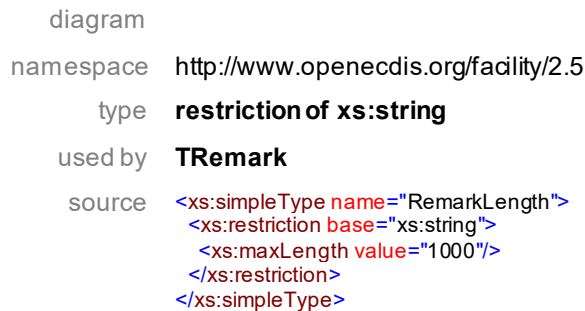 diagram
namespace http://www.openecdis.org/facility/2.5
type restriction of xs:string
used by TRemark
source <xs:simpleType name="RemarkLength">
<xs:restriction base="xs:string">
<xs:maxLength value="1000"/>
</xs:restriction>
</xs:simpleType>